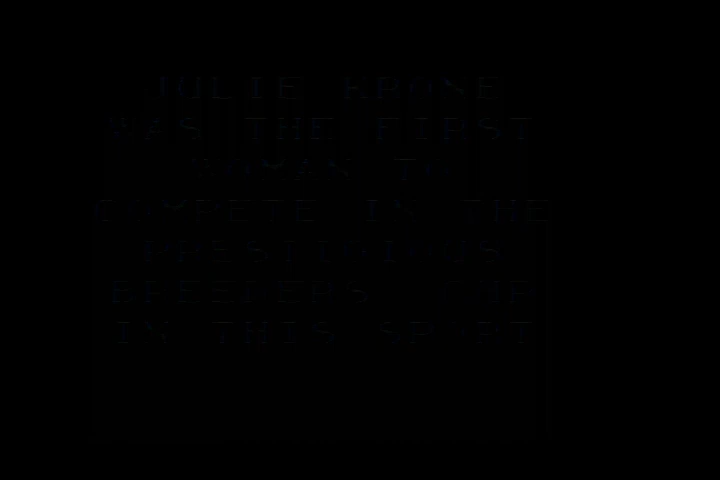 JULIE KRONE
WAS THE FIRST
WOMAN TO
COMPETE IN THE
PRESTIGIOUS
BREEDERS CUP
IN THIS SPORT